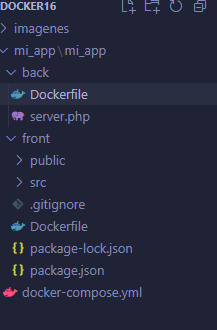 DOCKER16
imagenes
mi_app\mi_app
back
Dockerfile
server.php
front
public
src
.gitignore
Dockerfile
package-lock.json
package.json
docker-compose.yml